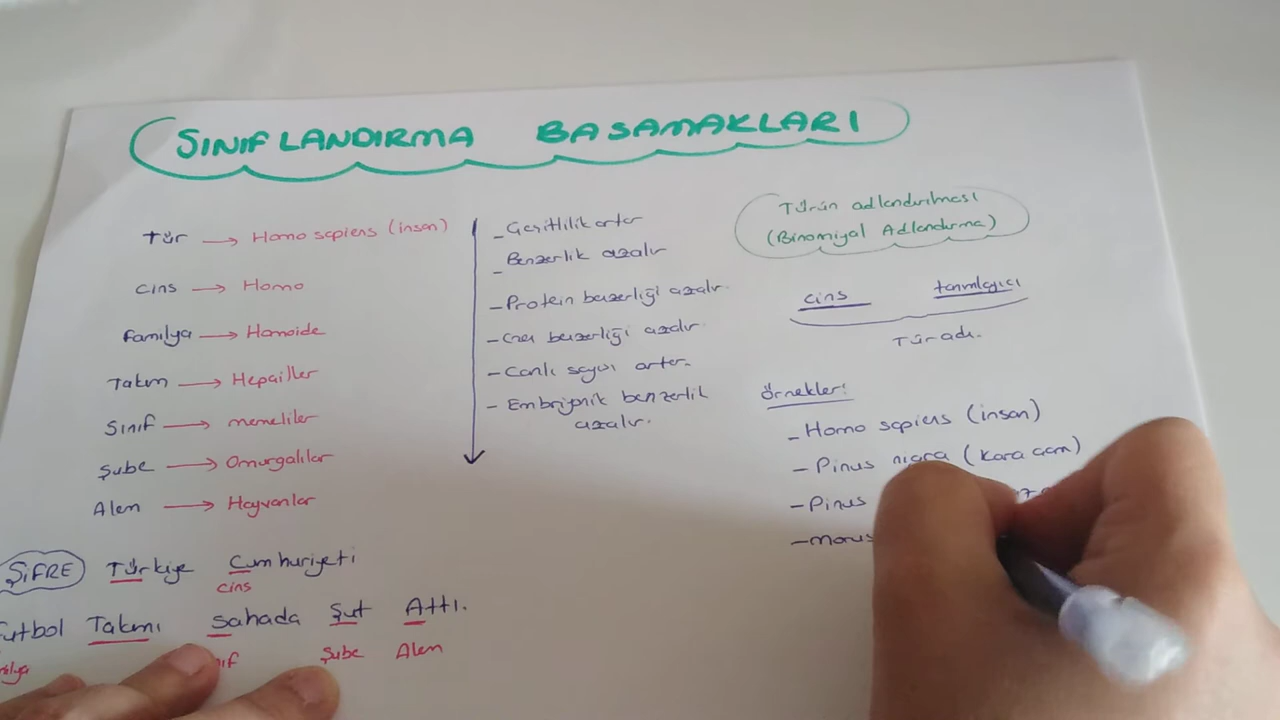 SINIFLANDIRMA BASAMAKLARI
Tür → Homo sapiens (insan)
Cins → Homo
Familya → Homoide
Takım → Hepçiller
Sınıf → memeliler
Şube → Omurgalılar
Alem → Hayvanlar
- Çeşitlilik artar
- Benzerlik azalır
- Protein benzerliği azalır
- Gen benzerliği azalır
- Canlı sayısı artar.
- Embriyonik benzerlik
azalır.
Türün adlandırılması
(Binomiyal Adlandırma)
cins tanımlayıcı
Tür adı.
Örnekler:
- Homo sapiens (insan)
- Pinus nigra (kara çam)
- Pinus
- morus
ŞİFRE Türkiye Cumhuriyeti
cins
Futbol Takımı sahada Şut Attı.
Şube Alem